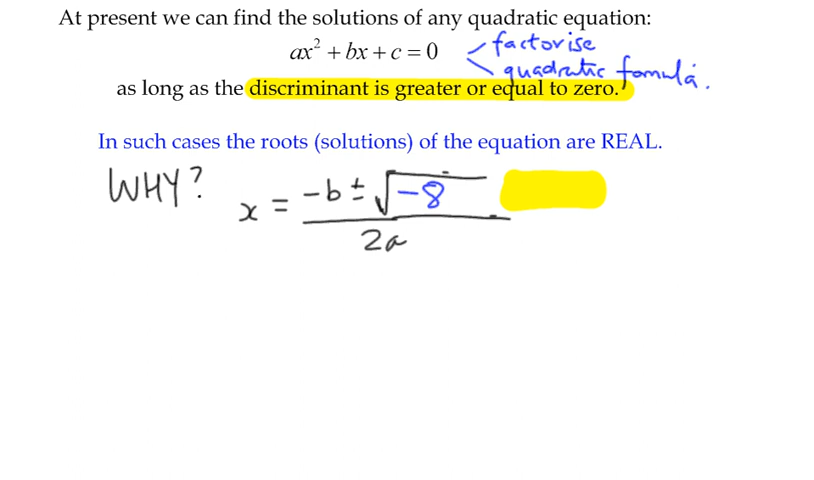 At present we can find the solutions of any quadratic equation:
ax² + bx + c = 0 < factorise
quadratic fomula.
as long as the discriminant is greater or equal to zero.
In such cases the roots (solutions) of the equation are REAL.
WHY? x = (-b ± √-8) / 2a